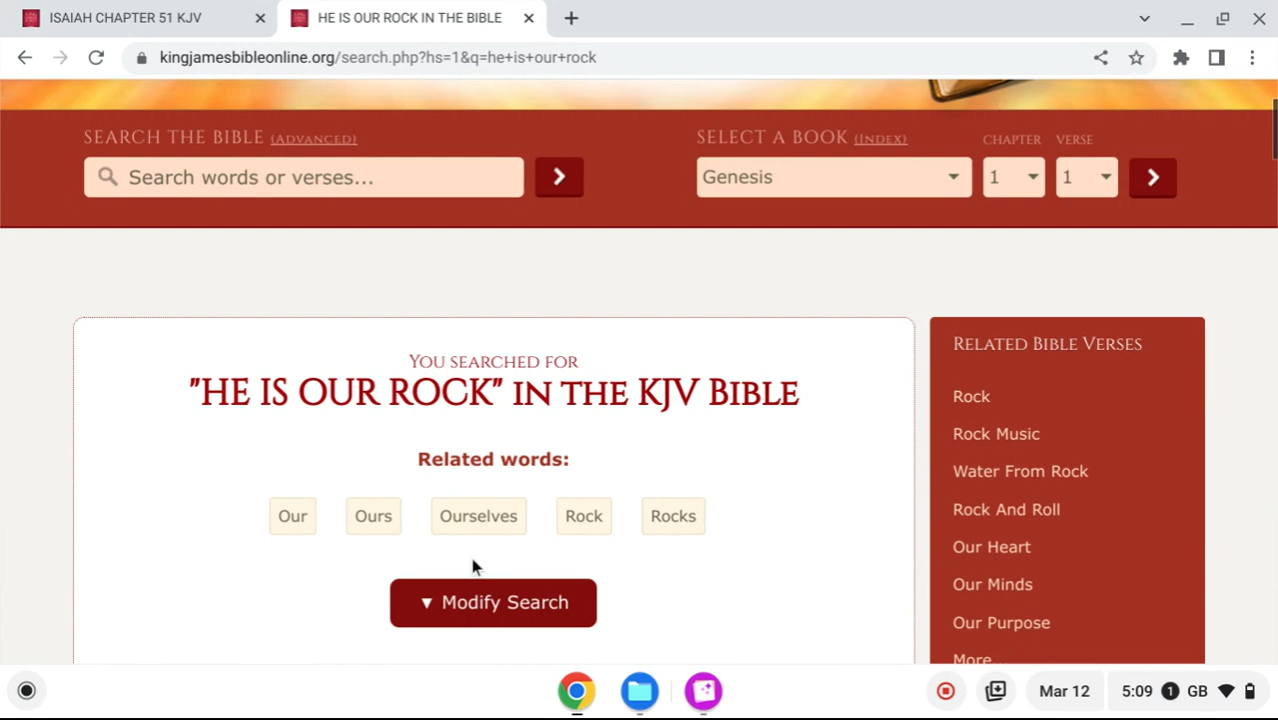 ISAIAH CHAPTER 51 KJV
HE IS OUR ROCK IN THE BIBLE
kingjamesbibleonline.org/search.php?hs=1&q=he+is+our+rock
SEARCH THE BIBLE (ADVANCED)
SELECT A BOOK (INDEX) CHAPTER VERSE
Search words or verses...
Genesis 1 1
YOU SEARCHED FOR
"HE IS OUR ROCK" IN THE KJV BIBLE
Related words:
Our Ours Ourselves Rock Rocks
▼ Modify Search
RELATED BIBLE VERSES
Rock
Rock Music
Water From Rock
Rock And Roll
Our Heart
Our Minds
Our Purpose
More...
Mar 12 5:09 1 GB